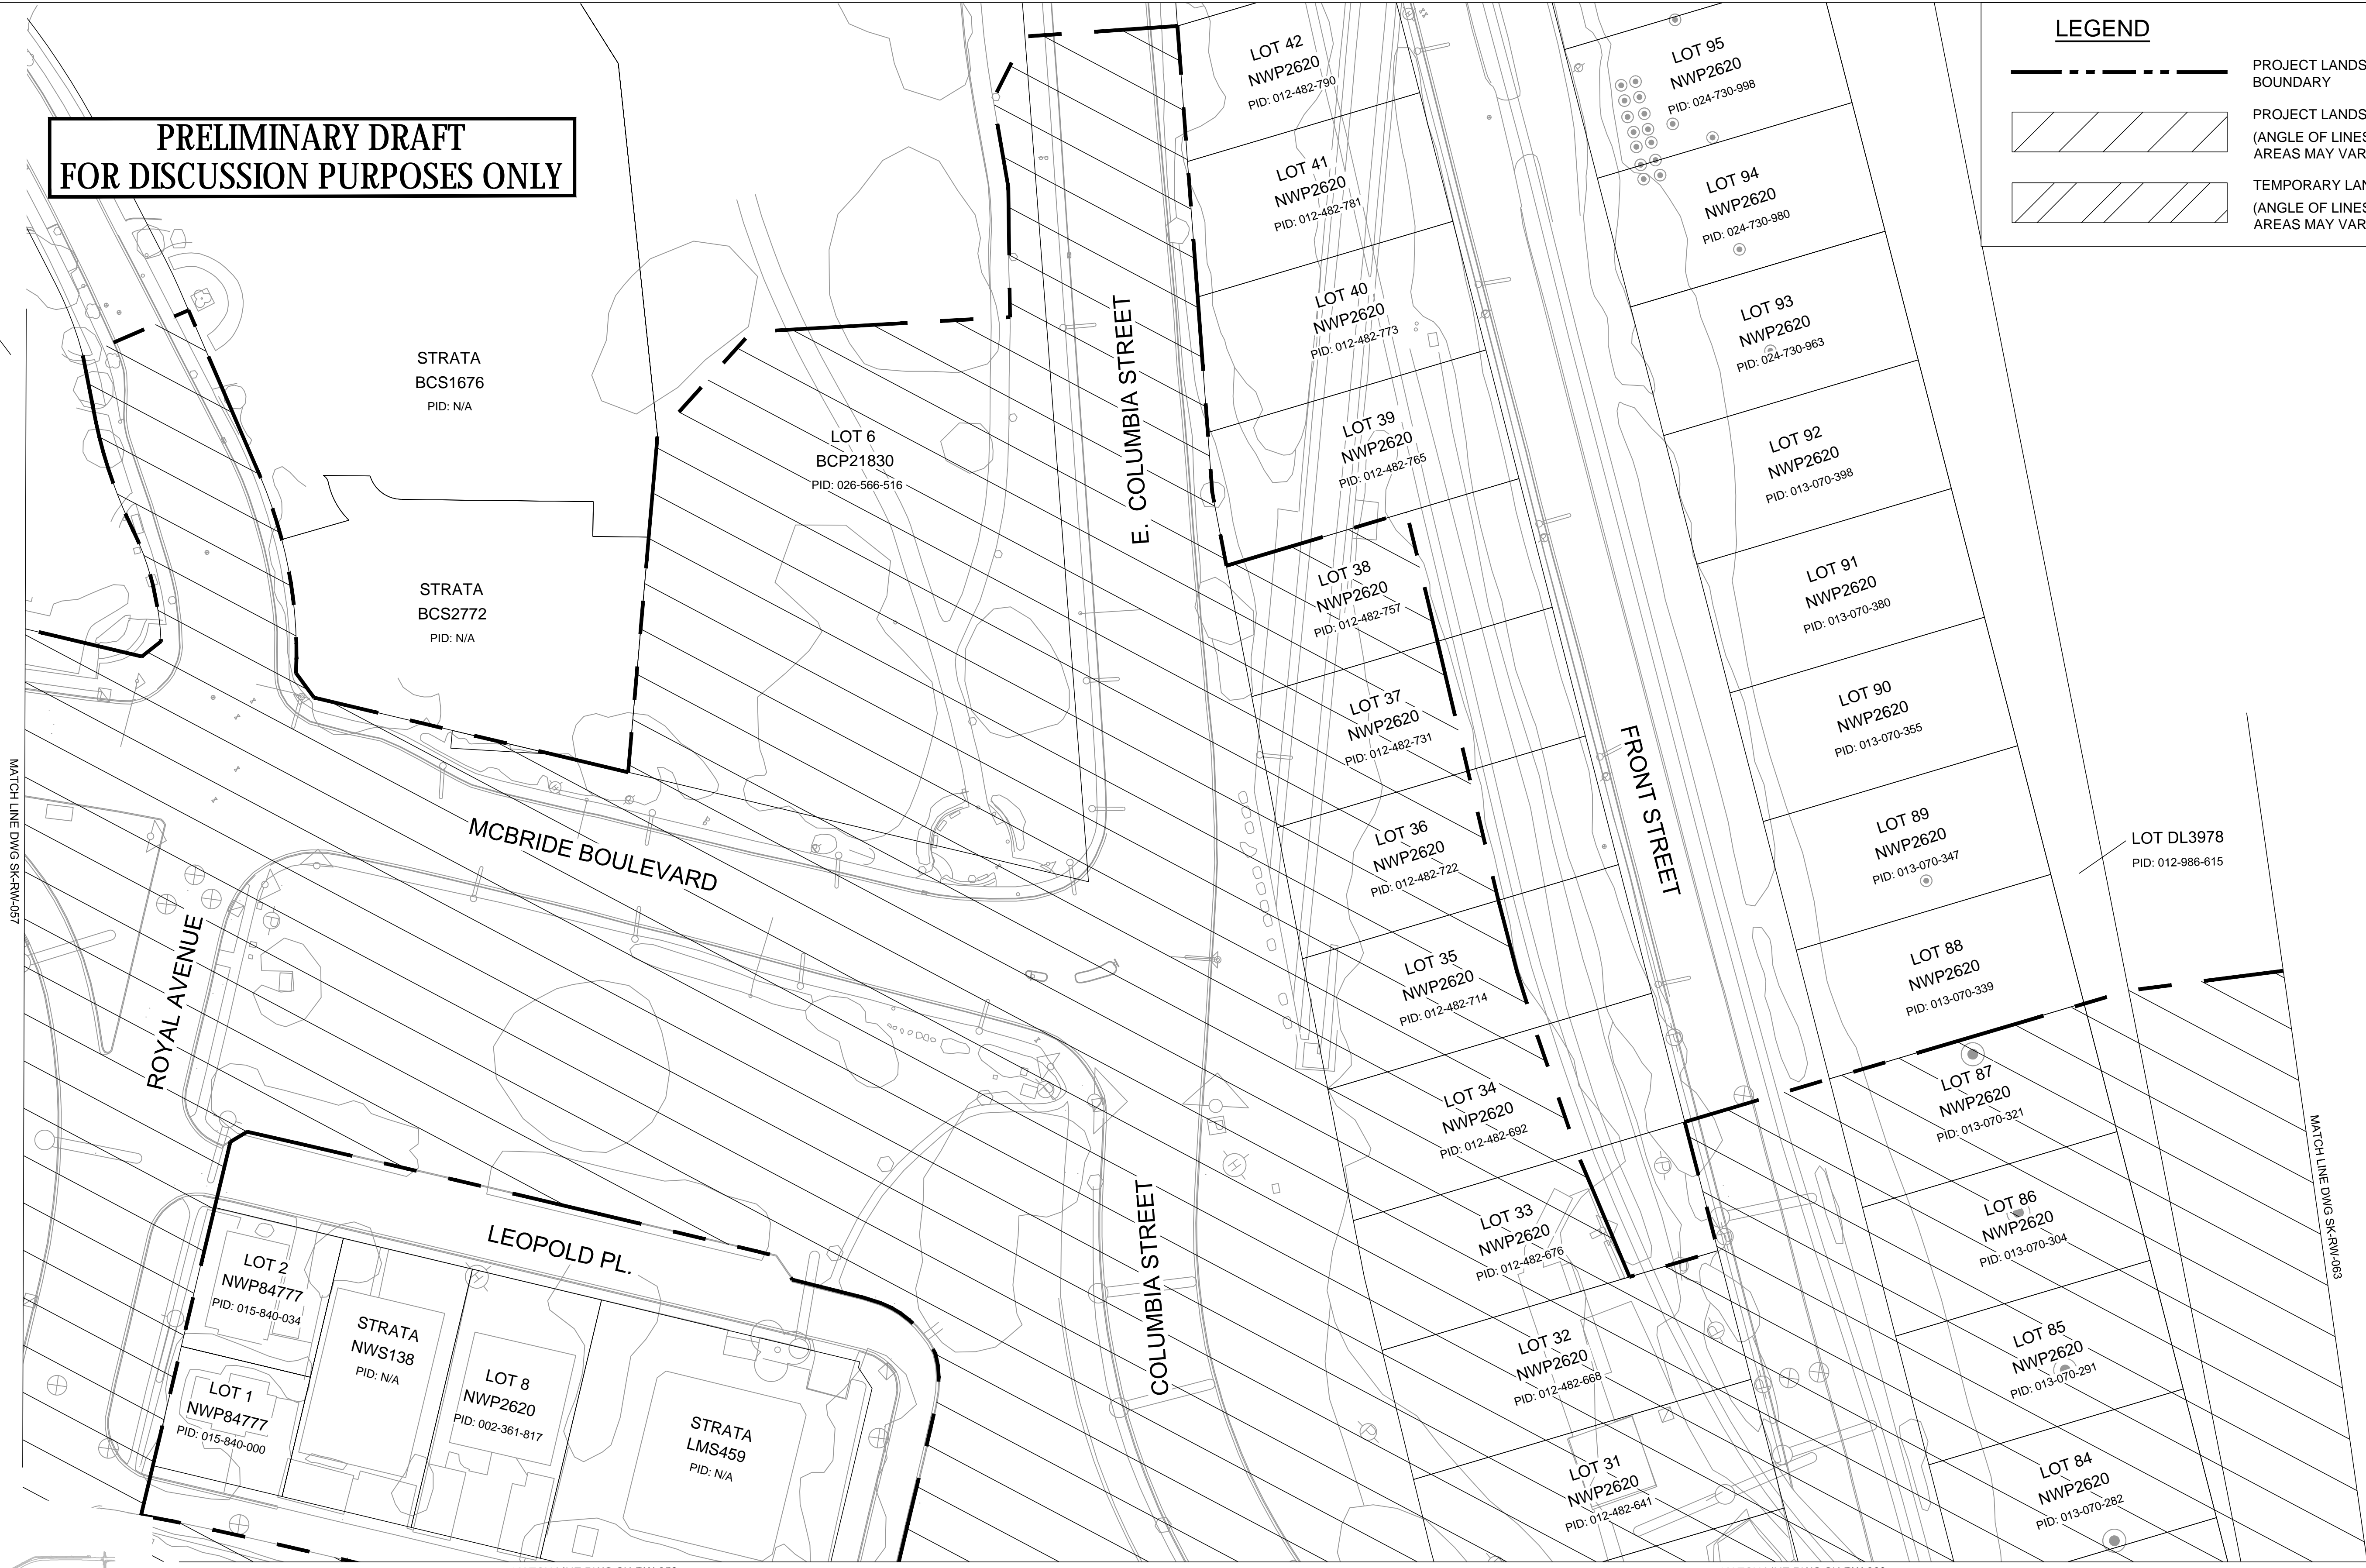 PRELIMINARY DRAFT
FOR DISCUSSION PURPOSES ONLY
LEGEND
PROJECT LANDS
BOUNDARY
PROJECT LANDS
(ANGLE OF LINES
AREAS MAY VAR
TEMPORARY LAN
(ANGLE OF LINES
AREAS MAY VAR
STRATA
BCS1676
PID: N/A
STRATA
BCS2772
PID: N/A
LOT 6
BCP21830
PID: 026-566-516
E. COLUMBIA STREET
LOT 42
NWP2620
PID: 012-482-790
LOT 41
NWP2620
PID: 012-482-781
LOT 40
NWP2620
PID: 012-482-773
LOT 39
NWP2620
PID: 012-482-765
LOT 38
NWP2620
PID: 012-482-757
LOT 37
NWP2620
PID: 012-482-731
LOT 36
NWP2620
PID: 012-482-722
LOT 35
NWP2620
PID: 012-482-714
LOT 34
NWP2620
PID: 012-482-692
LOT 33
NWP2620
PID: 012-482-676
LOT 32
NWP2620
PID: 012-482-668
LOT 31
NWP2620
PID: 012-482-641
FRONT STREET
LOT 95
NWP2620
PID: 024-730-998
LOT 94
NWP2620
PID: 024-730-980
LOT 93
NWP2620
PID: 024-730-963
LOT 92
NWP2620
PID: 013-070-398
LOT 91
NWP2620
PID: 013-070-380
LOT 90
NWP2620
PID: 013-070-355
LOT 89
NWP2620
PID: 013-070-347
LOT 88
NWP2620
PID: 013-070-339
LOT 87
NWP2620
PID: 013-070-321
LOT 86
NWP2620
PID: 013-070-304
LOT 85
NWP2620
PID: 013-070-291
LOT 84
NWP2620
PID: 013-070-282
LOT DL3978
PID: 012-986-615
MATCH LINE DWG SK-RW-063
MATCH LINE DWG SK-RW-057
MCBRIDE BOULEVARD
ROYAL AVENUE
LEOPOLD PL.
COLUMBIA STREET
LOT 2
NWP84777
PID: 015-840-034
LOT 1
NWP84777
PID: 015-840-000
STRATA
NWS138
PID: N/A
LOT 8
NWP2620
PID: 002-361-817
STRATA
LMS459
PID: N/A